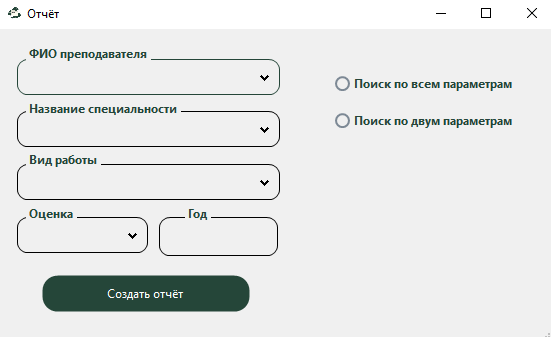 Отчёт
ФИО преподавателя
Название специальности
Вид работы
Оценка
Год
Создать отчёт
Поиск по всем параметрам
Поиск по двум параметрам